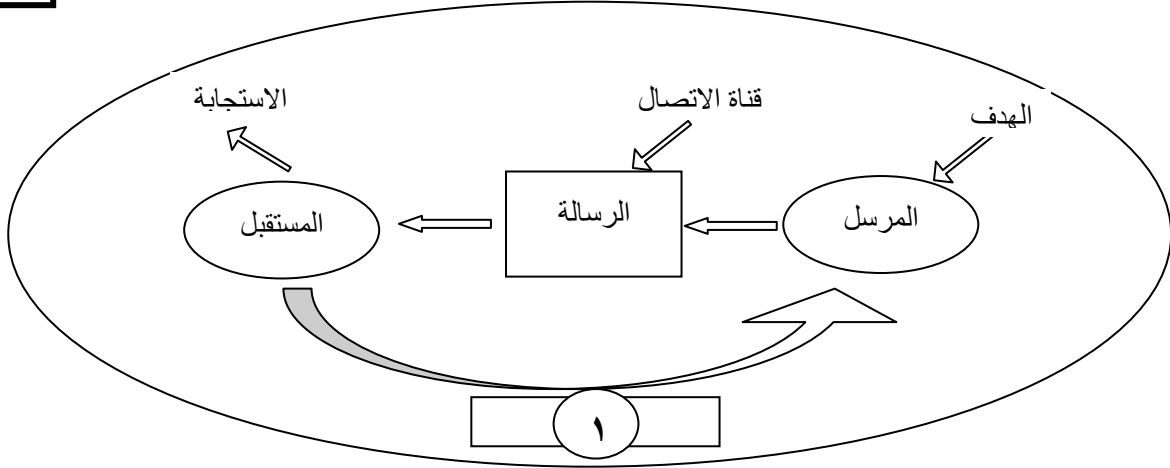 الهدف
قناة الاتصال
الاستجابة
المرسل
الرسالة
المستقبل
١